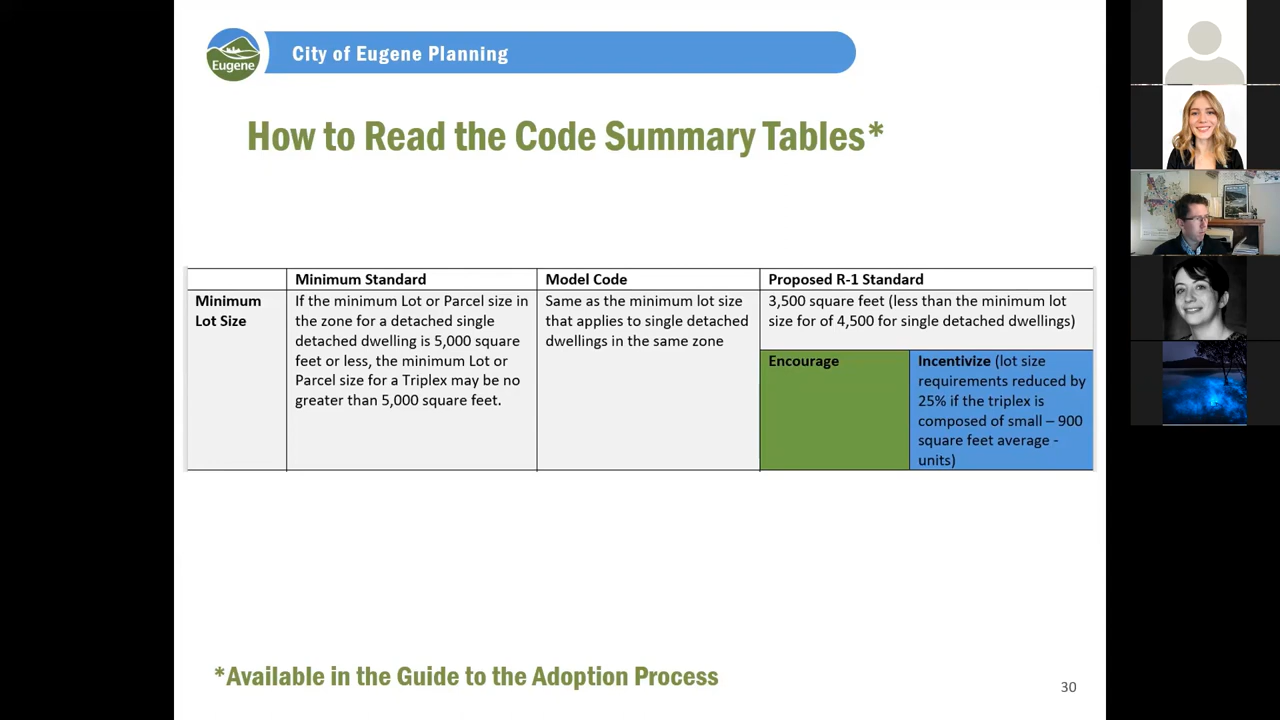 Eugene
City of Eugene Planning
How to Read the Code Summary Tables*
Minimum Standard
Model Code
Proposed R-1 Standard
Minimum
Lot Size
If the minimum Lot or Parcel size in
the zone for a detached single
detached dwelling is 5,000 square
feet or less, the minimum Lot or
Parcel size for a Triplex may be no
greater than 5,000 square feet.
Same as the minimum lot size
that applies to single detached
dwellings in the same zone
3,500 square feet (less than the minimum lot
size for of 4,500 for single detached dwellings)
Encourage
Incentivize (lot size
requirements reduced by
25% if the triplex is
composed of small – 900
square feet average -
units)
*Available in the Guide to the Adoption Process
30